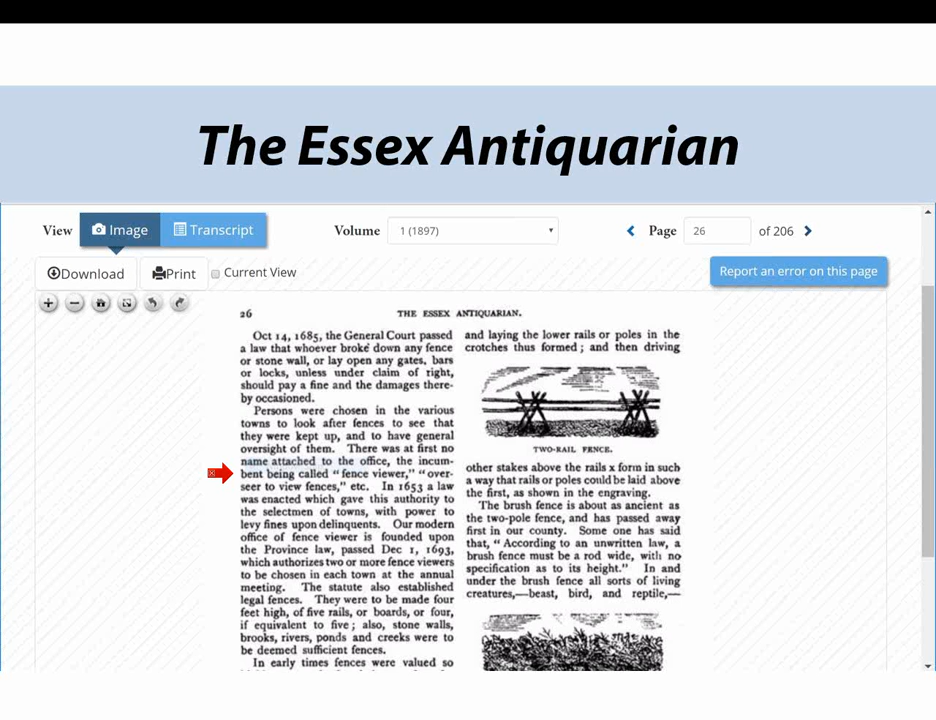 The Essex Antiquarian
View Image Transcript Volume 1 (1897) Page 26 of 206
Download Print Current View Report an error on this page
26 THE ESSEX ANTIQUARIAN.
Oct 14, 1685, the General Court passed
a law that whoever broke down any fence
or stone wall, or lay open any gates, bars
or locks, unless under claim of right,
should pay a fine and the damages there-
by occasioned.
Persons were chosen in the various
towns to look after fences to see that
they were kept up, and to have general
oversight of them. There was at first no
name attached to the office, the incum-
bent being called "fence viewer," "over-
seer to view fences," etc. In 1653 a law
was enacted which gave this authority to
the selectmen of towns, with power to
levy fines upon delinquents. Our modern
office of fence viewer is founded upon
the Province law, passed Dec 1, 1693,
which authorizes two or more fence viewers
to be chosen in each town at the annual
meeting. The statute also established
legal fences. They were to be made four
feet high, of five rails, or boards, or four,
if equivalent to five; also, stone walls,
brooks, rivers, ponds and creeks were to
be deemed sufficient fences.
In early times fences were valued so
and laying the lower rails or poles in the
crotches thus formed; and then driving
TWO-RAIL FENCE.
other stakes above the rails x form in such
a way that rails or poles could be laid above
the first, as shown in the engraving.
The brush fence is about as ancient as
the two-pole fence, and has passed away
first in our county. Some one has said
that, "According to an unwritten law, a
brush fence must be a rod wide, with no
specification as to its height." In and
under the brush fence all sorts of living
creatures,—beast, bird, and reptile,—